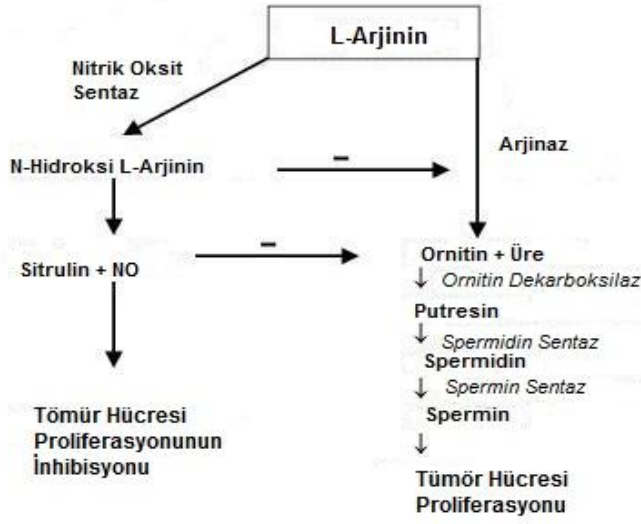 L-Arjinin
Nitrik Oksit
Sentaz
Arjinaz
N-Hidroksi L-Arjinin
-
Sitrulin + NO
-
Ornitin + Üre
Ornitin Dekarboksilaz
Putresin
Spermidin Sentaz
Spermidin
Spermin Sentaz
Spermin
Tömür Hücresi
Proliferasyonunun
İnhibisyonu
Tümör Hücresi
Proliferasyonu